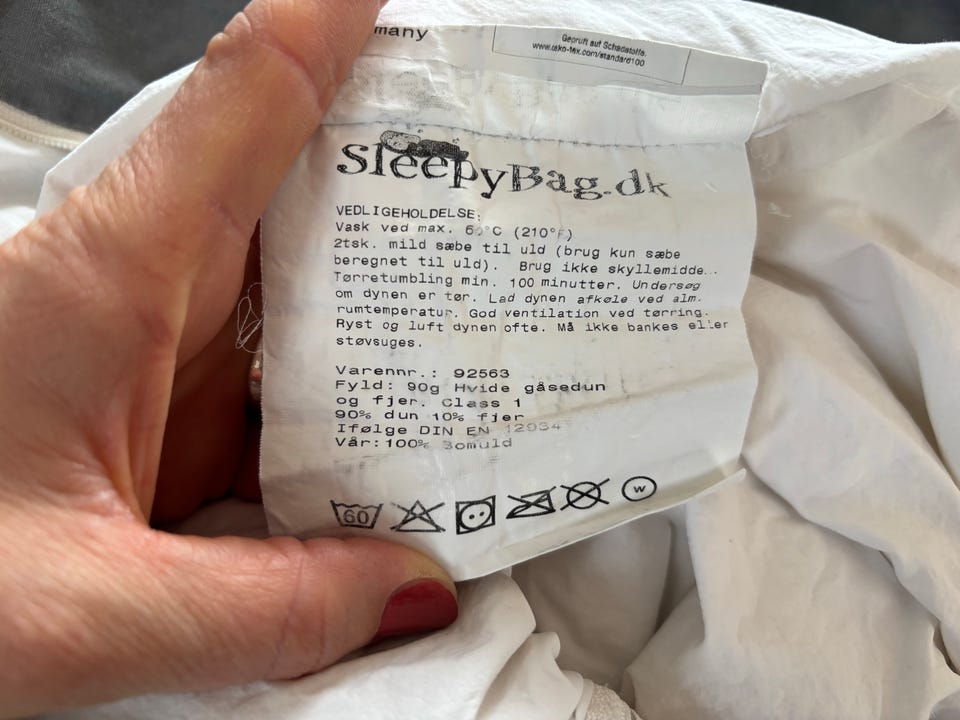 many
Geprüft auf Schadstoffe.
www.oeko-tex.com/standard100
sleepyBag.dk
VEDLIGEHOLDELSE:
Vask ved max. (210°F)
2tsk. mild sæbe til uld (brug kun sæbe
beregnet til uld). Brug ikke
Tørretumbling min. 100 minutter. Undersøg
om dynen er tør. Lad dynen afkøle ved alm.
rumtemperatur. God ventilation ved tørring.
Ryst og luft dynen ofte. Må ikke bankes eller
støvsuges.
Varennr.: 92563
Fyld: 90g Hvide gåsedun
og fjer. Class 1
90% dun 10% fjer
Ifølge DIN EN 12934
Vår: 100% Bomuld
60
W